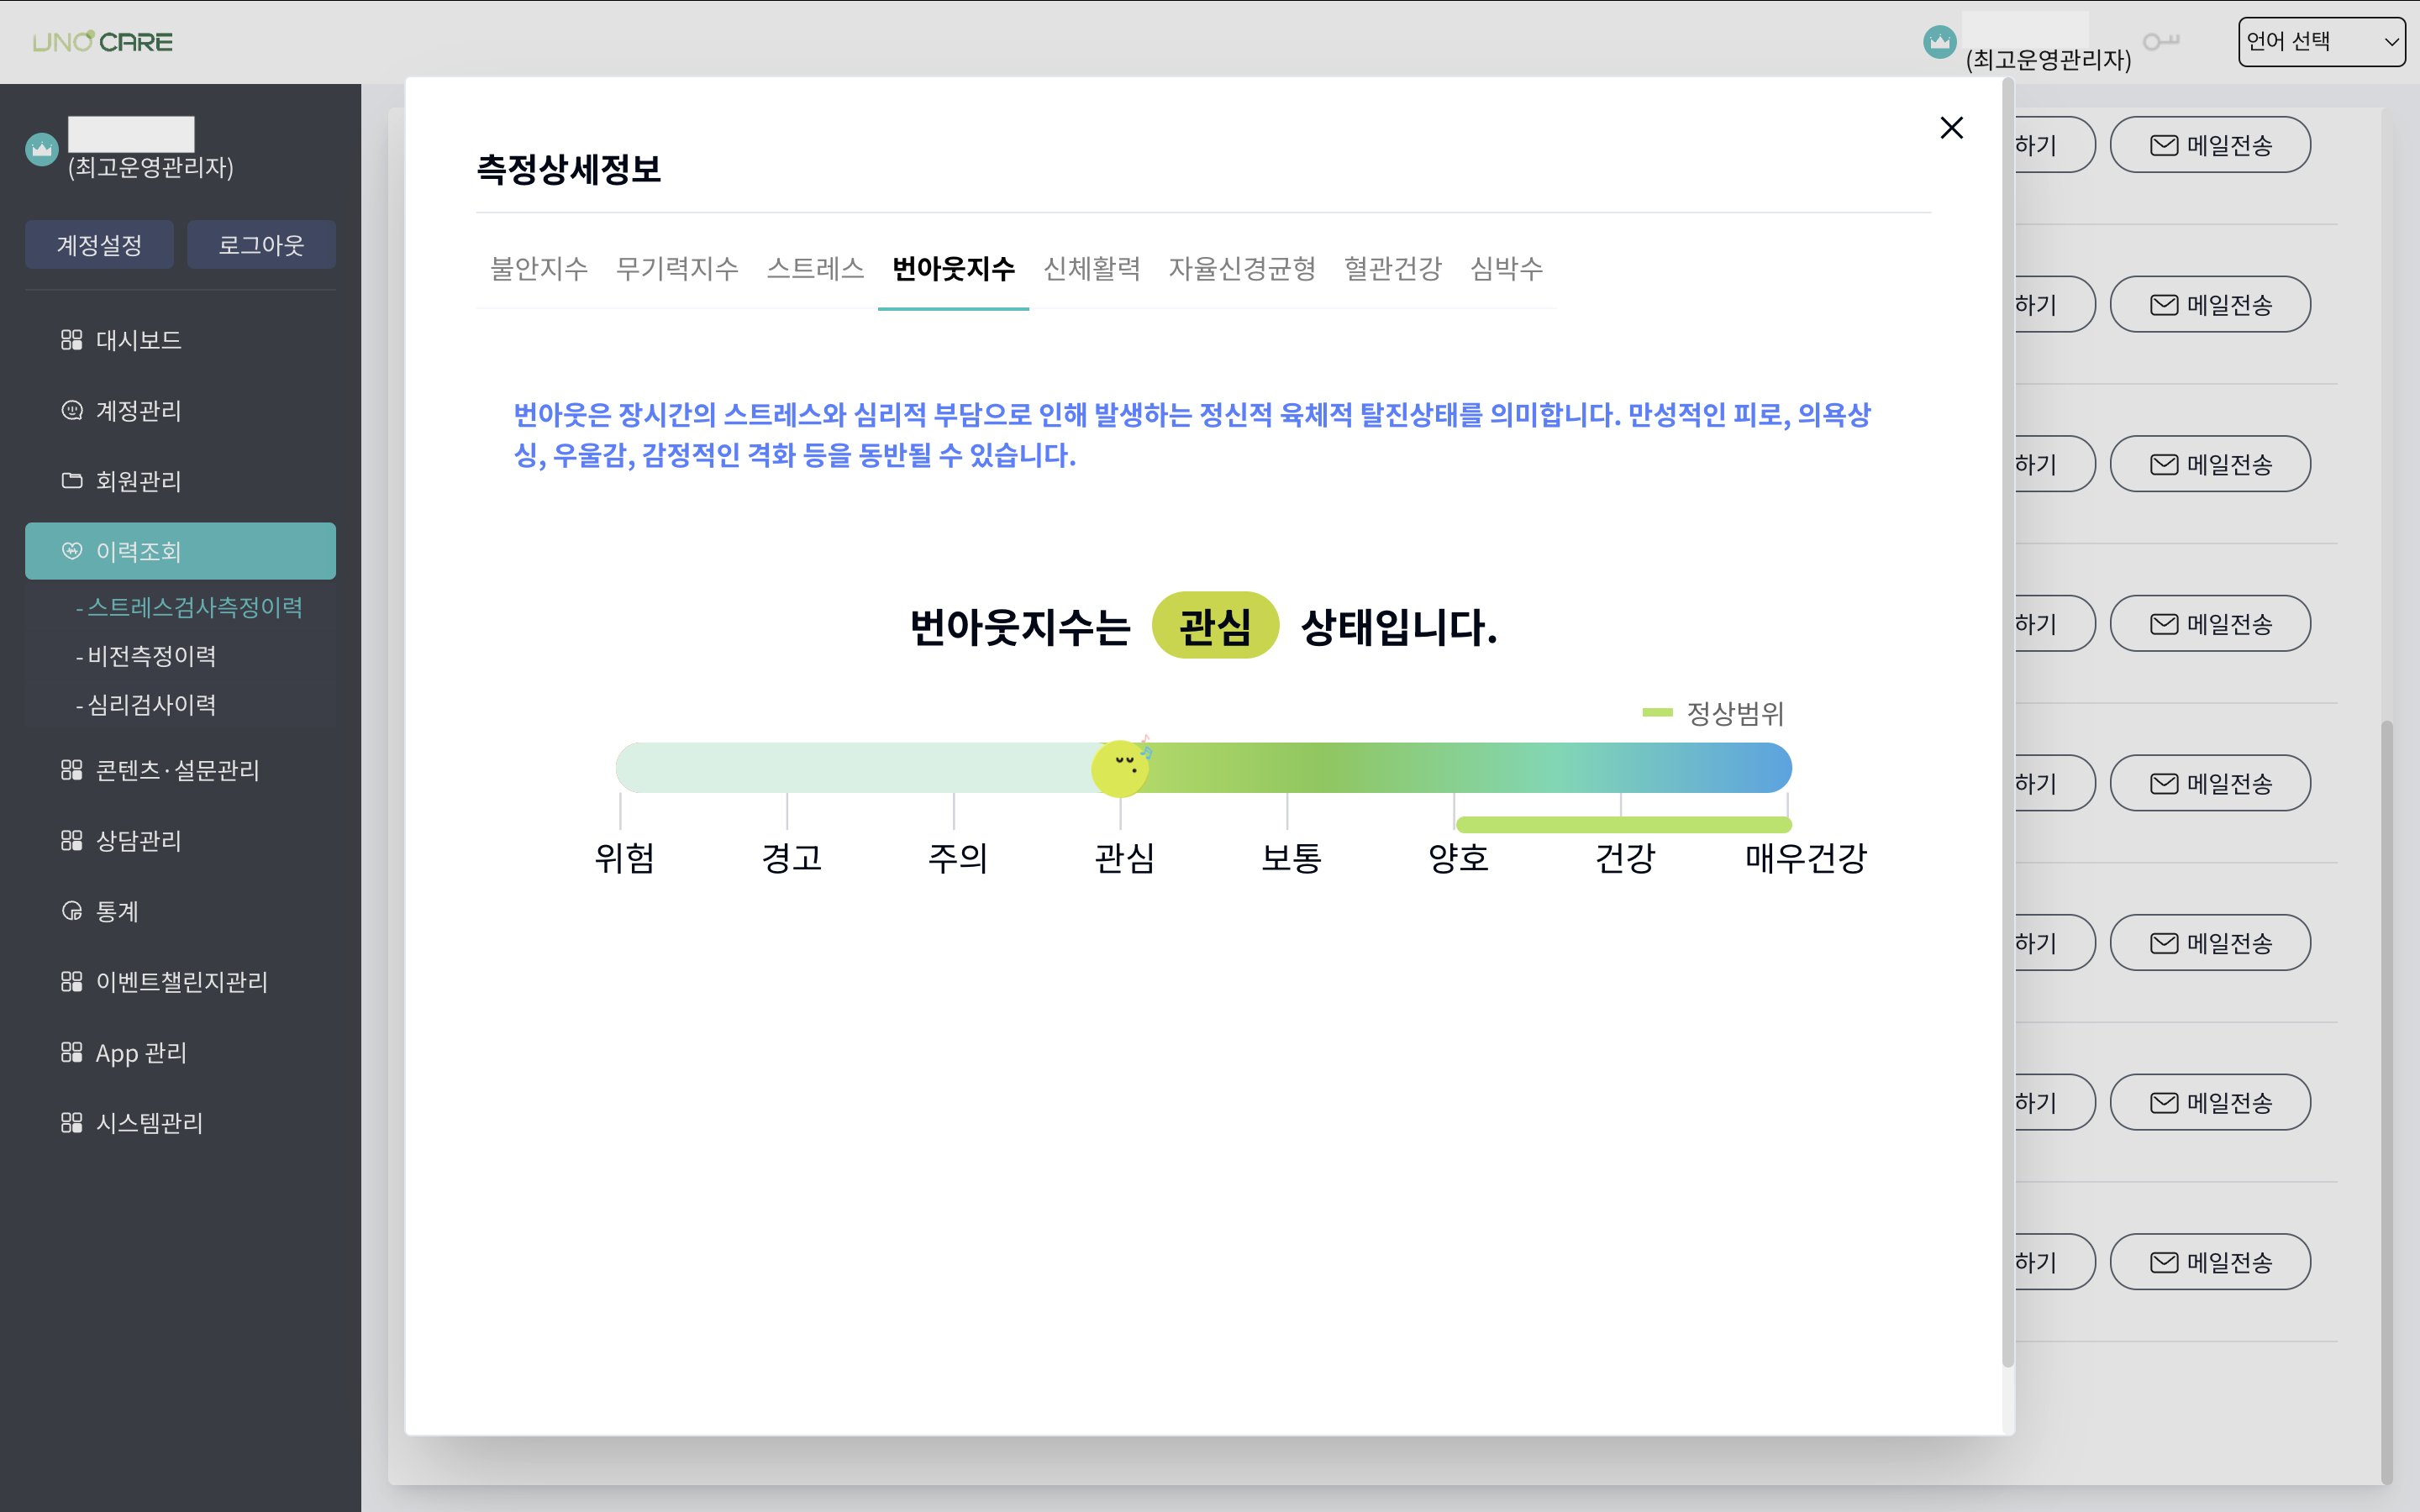 UNO CARE
(최고운영관리자)
언어 선택
(최고운영관리자)
계정설정
로그아웃
대시보드
계정관리
회원관리
이력조회
- 스트레스검사측정이력
- 비전측정이력
- 심리검사이력
콘텐츠·설문관리
상담관리
통계
이벤트챌린지관리
App 관리
시스템관리
측정상세정보
불안지수 무기력지수 스트레스 번아웃지수 신체활력 자율신경균형 혈관건강 심박수
번아웃은 장시간의 스트레스와 심리적 부담으로 인해 발생하는 정신적 육체적 탈진상태를 의미합니다. 만성적인 피로, 의욕상
싱, 우울감, 감정적인 격화 등을 동반될 수 있습니다.
번아웃지수는 관심 상태입니다.
정상범위
위험 경고 주의 관심 보통 양호 건강 매우건강
하기 메일전송
하기 메일전송
하기 메일전송
하기 메일전송
하기 메일전송
하기 메일전송
하기 메일전송
하기 메일전송